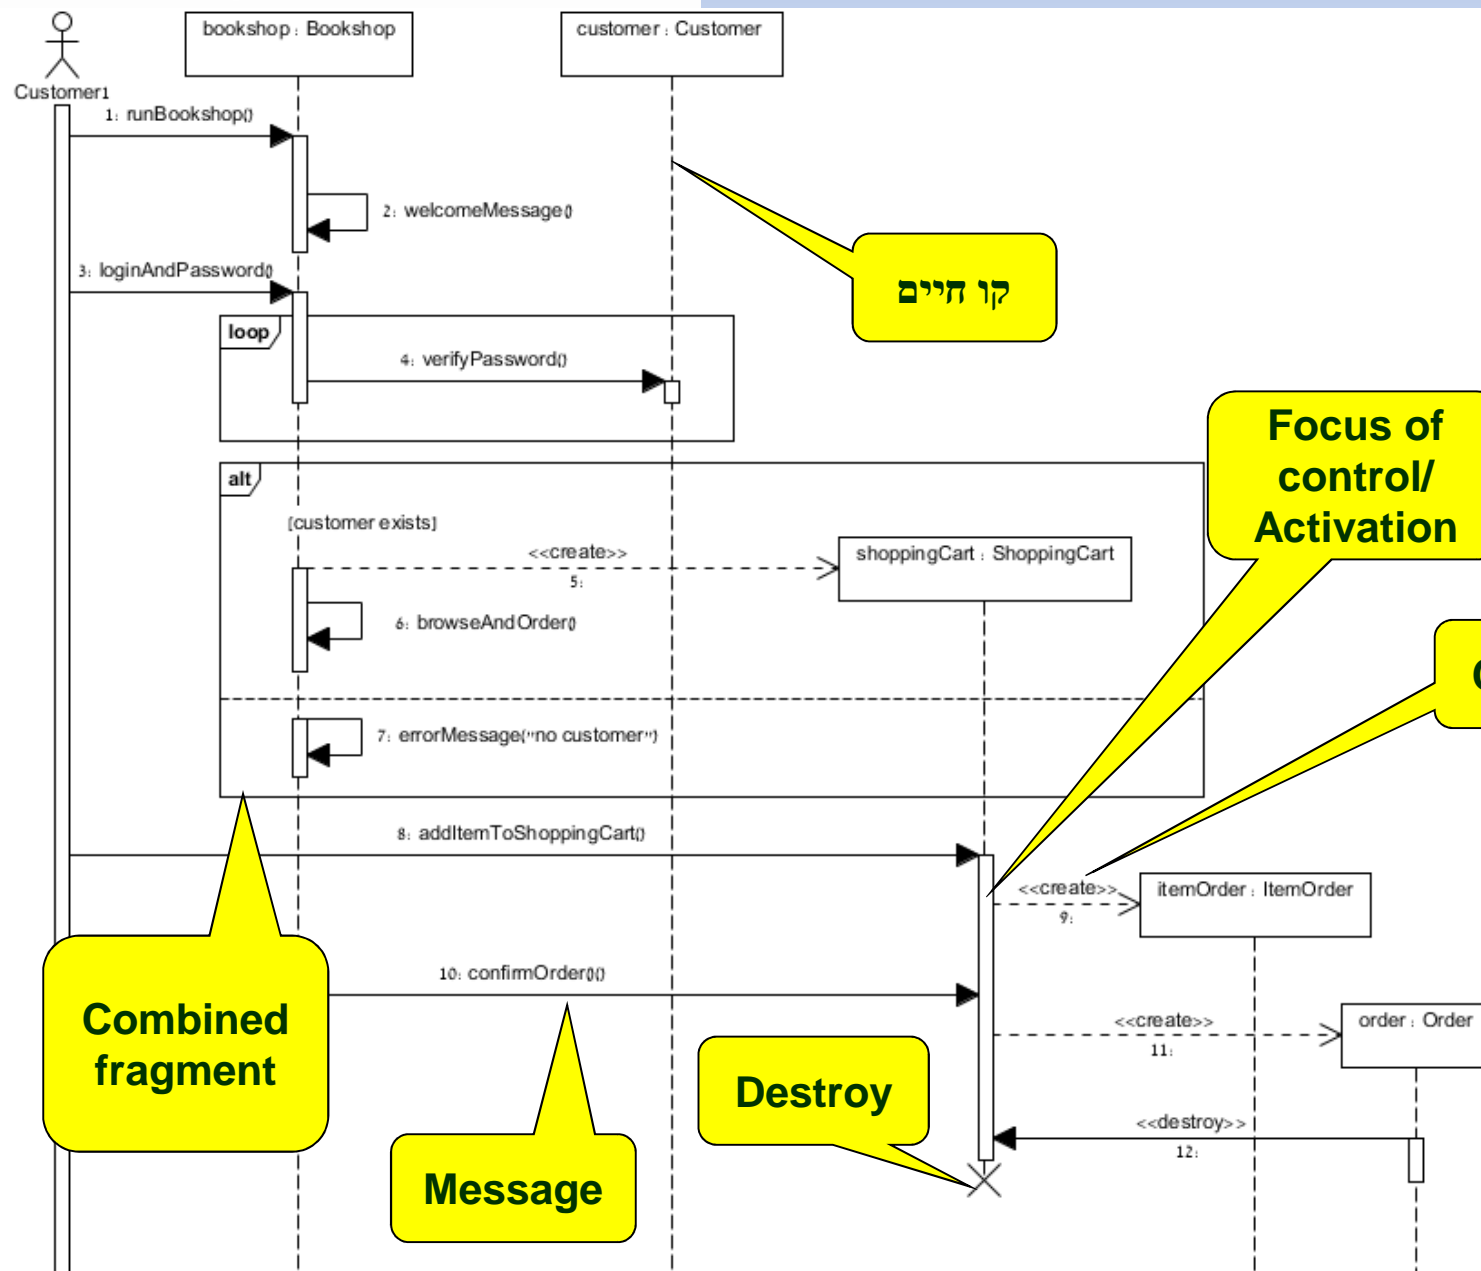 bookshop : Bookshop
customer : Customer
Customer1
1: runBookshop()
2: welcomeMessage()
3: loginAndPassword()
קו חיים
loop
4: verifyPassword()
Focus of
control/
Activation
alt
[customer exists]
<<create>>
5:
shoppingCart : ShoppingCart
6: browseAndOrder()
7: errorMessage("no customer")
8: addItemToShoppingCart()
<<create>>
9:
itemOrder : ItemOrder
Combined
fragment
10: confirmOrder()()
<<create>>
11:
order : Order
Destroy
<<destroy>>
12:
Message